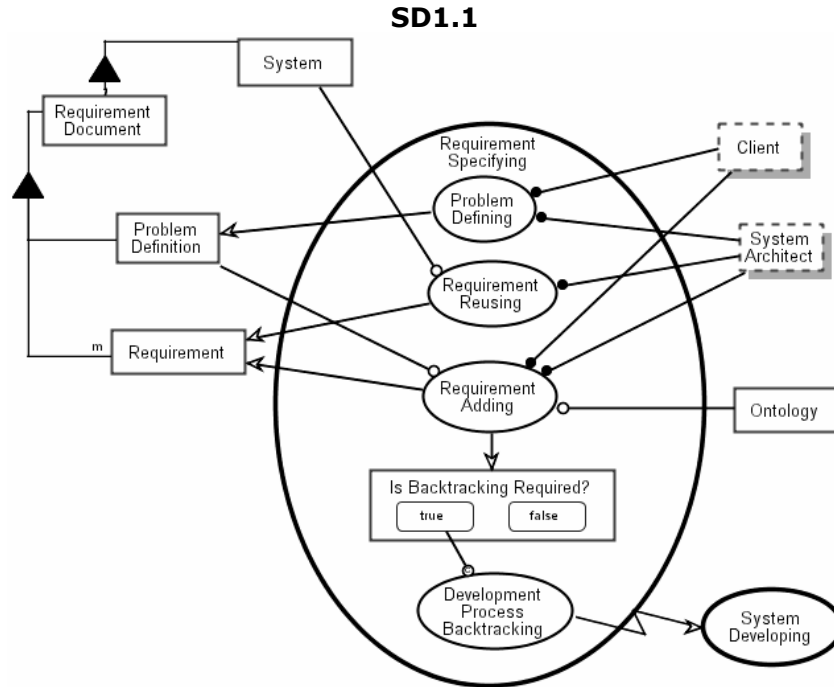 SD1.1
System
Requirement
Document
Requirement
Specifying
Client
Problem
Defining
Problem
Definition
System
Architect
Requirement
Reusing
m
Requirement
Requirement
Adding
Ontology
Is Backtracking Required?
true
false
Development
Process
Backtracking
System
Developing